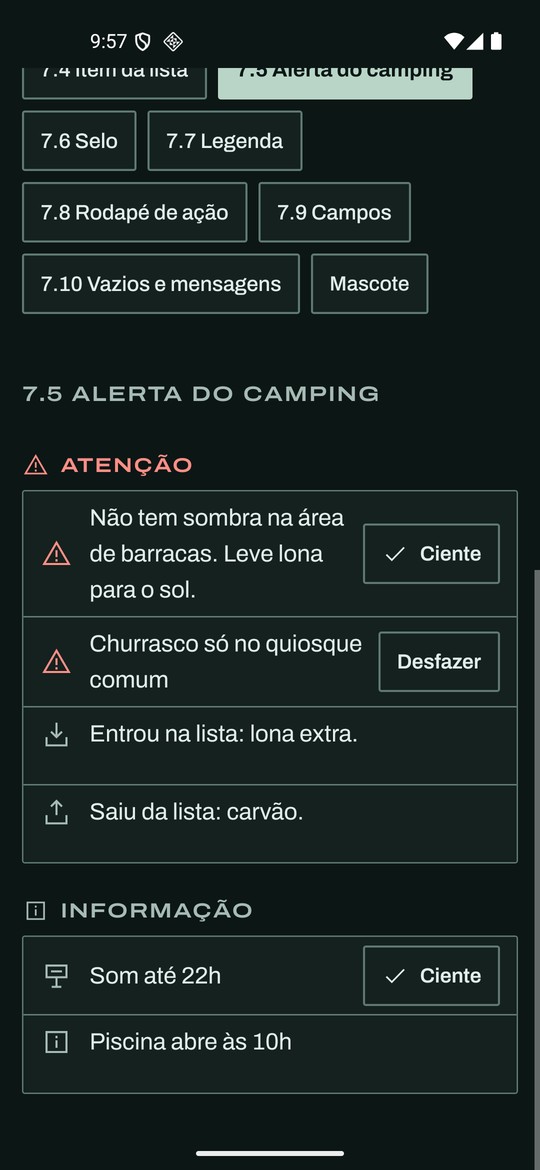 9:57
7.4 Item da lista
7.5 Alerta do camping
7.6 Selo
7.7 Legenda
7.8 Rodapé de ação
7.9 Campos
7.10 Vazios e mensagens
Mascote
7.5 ALERTA DO CAMPING
ATENÇÃO
Não tem sombra na área
de barracas. Leve lona
para o sol.
Ciente
Churrasco só no quiosque
comum
Desfazer
Entrou na lista: lona extra.
Saiu da lista: carvão.
INFORMAÇÃO
Som até 22h
Ciente
Piscina abre às 10h